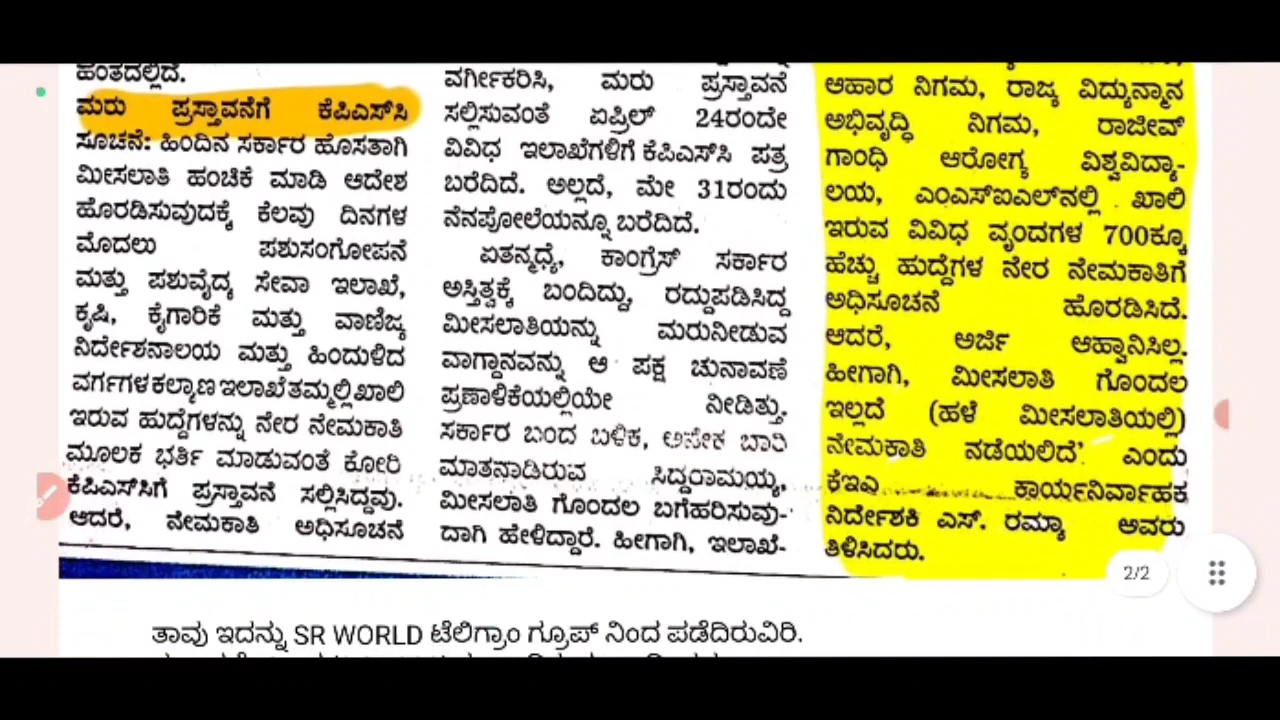 ಹಂತದಲ್ಲಿದೆ.
ಮರು ಪ್ರಸ್ತಾವನೆಗೆ ಕೆಪಿಎಸ್‌ಸಿ
ಸೂಚನೆ: ಹಿಂದಿನ ಸರ್ಕಾರ ಹೊಸತಾಗಿ
ಮೀಸಲಾತಿ ಹಂಚಿಕೆ ಮಾಡಿ ಆದೇಶ
ಹೊರಡಿಸುವುದಕ್ಕೆ ಕೆಲವು ದಿನಗಳ
ಮೊದಲು ಪಶುಸಂಗೋಪನೆ
ಮತ್ತು ಪಶುವೈದ್ಯ ಸೇವಾ ಇಲಾಖೆ,
ಕೃಷಿ, ಕೈಗಾರಿಕೆ ಮತ್ತು ವಾಣಿಜ್ಯ
ನಿರ್ದೇಶನಾಲಯ ಮತ್ತು ಹಿಂದುಳಿದ
ವರ್ಗಗಳ ಕಲ್ಯಾಣ ಇಲಾಖೆ ತಮ್ಮಲ್ಲಿ ಖಾಲಿ
ಇರುವ ಹುದ್ದೆಗಳನ್ನು ನೇರ ನೇಮಕಾತಿ
ಮೂಲಕ ಭರ್ತಿ ಮಾಡುವಂತೆ ಕೋರಿ
ಕೆಪಿಎಸ್‌ಸಿಗೆ ಪ್ರಸ್ತಾವನೆ ಸಲ್ಲಿಸಿದ್ದವು.
ಆದರೆ, ನೇಮಕಾತಿ ಅಧಿಸೂಚನೆ
ವರ್ಗೀಕರಿಸಿ, ಮರು ಪ್ರಸ್ತಾವನೆ
ಸಲ್ಲಿಸುವಂತೆ ಏಪ್ರಿಲ್ 24ರಂದೇ
ವಿವಿಧ ಇಲಾಖೆಗಳಿಗೆ ಕೆಪಿಎಸ್‌ಸಿ ಪತ್ರ
ಬರೆದಿದೆ. ಅಲ್ಲದೆ, ಮೇ 31ರಂದು
ನೆನಪೋಲೆಯನ್ನೂ ಬರೆದಿದೆ.
ಏತನ್ಮಧ್ಯೆ, ಕಾಂಗ್ರೆಸ್ ಸರ್ಕಾರ
ಅಸ್ತಿತ್ವಕ್ಕೆ ಬಂದಿದ್ದು, ರದ್ದುಪಡಿಸಿದ್ದ
ಮೀಸಲಾತಿಯನ್ನು ಮರುನೀಡುವ
ವಾಗ್ದಾನವನ್ನು ಆ ಪಕ್ಷ ಚುನಾವಣೆ
ಪ್ರಣಾಳಿಕೆಯಲ್ಲಿಯೇ ನೀಡಿತ್ತು.
ಸರ್ಕಾರ ಬಂದ ಬಳಿಕ, ಅನೇಕ ಬಾರಿ
ಮಾತನಾಡಿರುವ ಸಿದ್ದರಾಮಯ್ಯ,
ಮೀಸಲಾತಿ ಗೊಂದಲ ಬಗೆಹರಿಸುವು-
ದಾಗಿ ಹೇಳಿದ್ದಾರೆ. ಹೀಗಾಗಿ, ಇಲಾಖೆ-
ಆಹಾರ ನಿಗಮ, ರಾಜ್ಯ ವಿದ್ಯುನ್ಮಾನ
ಅಭಿವೃದ್ಧಿ ನಿಗಮ, ರಾಜೀವ್
ಗಾಂಧಿ ಆರೋಗ್ಯ ವಿಶ್ವವಿದ್ಯಾ-
ಲಯ, ಎಂಎಸ್‌ಐಎಲ್‌ನಲ್ಲಿ ಖಾಲಿ
ಇರುವ ವಿವಿಧ ವೃಂದಗಳ 700ಕ್ಕೂ
ಹೆಚ್ಚು ಹುದ್ದೆಗಳ ನೇರ ನೇಮಕಾತಿಗೆ
ಅಧಿಸೂಚನೆ ಹೊರಡಿಸಿದೆ.
ಆದರೆ, ಅರ್ಜಿ ಆಹ್ವಾನಿಸಿಲ್ಲ.
ಹೀಗಾಗಿ, ಮೀಸಲಾತಿ ಗೊಂದಲ
ಇಲ್ಲದೆ (ಹಳೆ ಮೀಸಲಾತಿಯಲ್ಲಿ)
ನೇಮಕಾತಿ ನಡೆಯಲಿದೆ' ಎಂದು
ಕೆಇಎ ಕಾರ್ಯನಿರ್ವಾಹಕ
ನಿರ್ದೇಶಕಿ ಎಸ್. ರಮ್ಯಾ ಅವರು
ತಿಳಿಸಿದರು.
2/2
ತಾವು ಇದನ್ನು SR WORLD ಟೆಲಿಗ್ರಾಂ ಗ್ರೂಪ್ ನಿಂದ ಪಡೆದಿರುವಿರಿ.